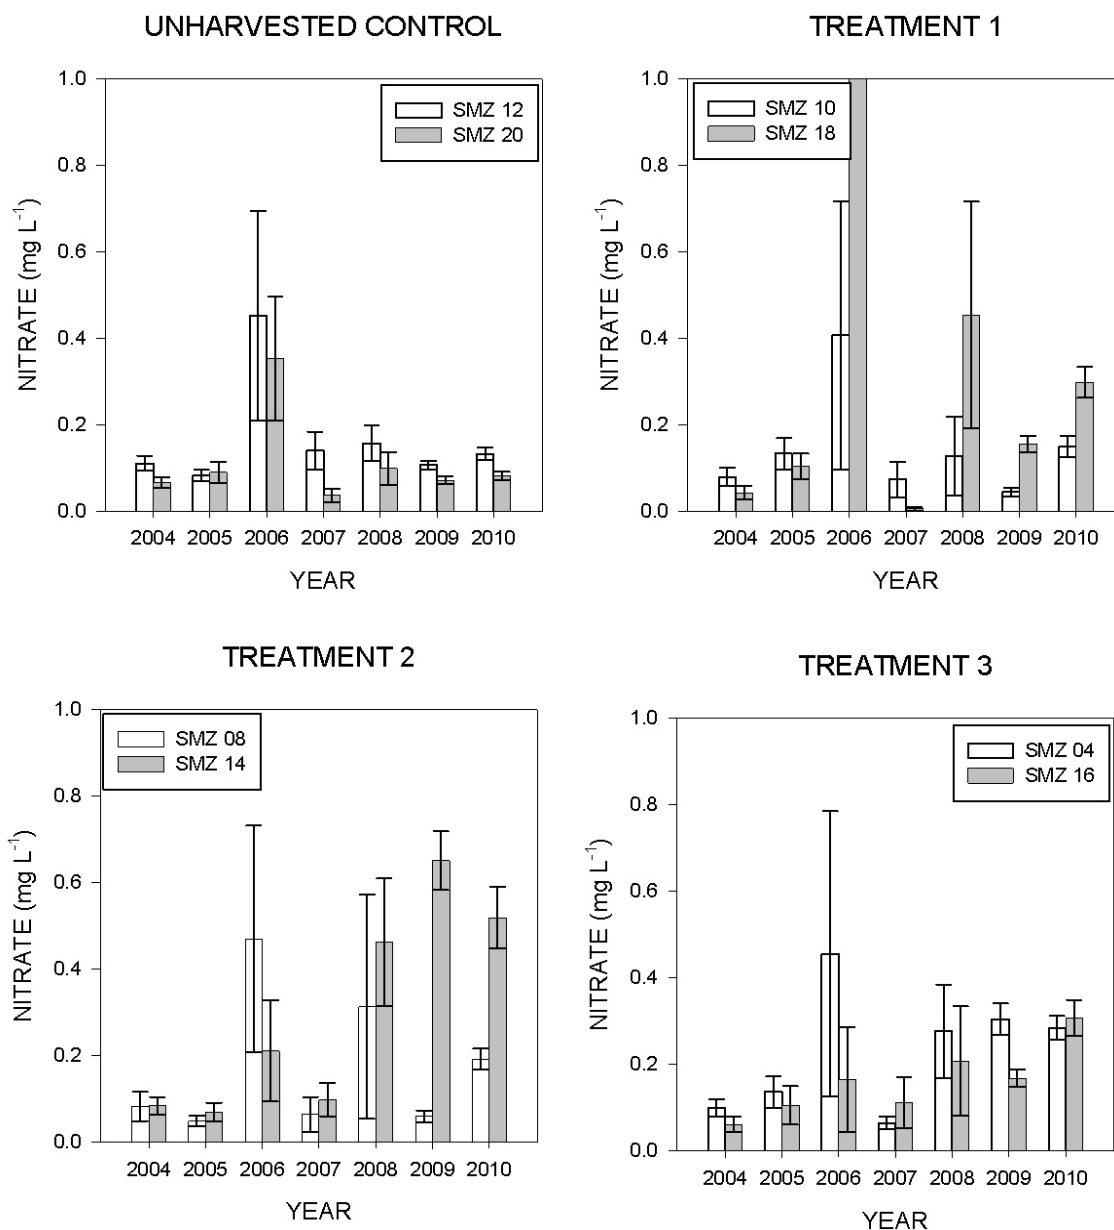 UNHARVESTED CONTROL
1.0
0.8
0.6
0.4
0.2
0.0
NITRATE (mg L⁻¹)
SMZ 12
SMZ 20
2004 2005 2006 2007 2008 2009 2010
YEAR
TREATMENT 1
1.0
0.8
0.6
0.4
0.2
0.0
NITRATE (mg L⁻¹)
SMZ 10
SMZ 18
2004 2005 2006 2007 2008 2009 2010
YEAR
TREATMENT 2
1.0
0.8
0.6
0.4
0.2
0.0
NITRATE (mg L⁻¹)
SMZ 08
SMZ 14
2004 2005 2006 2007 2008 2009 2010
YEAR
TREATMENT 3
1.0
0.8
0.6
0.4
0.2
0.0
NITRATE (mg L⁻¹)
SMZ 04
SMZ 16
2004 2005 2006 2007 2008 2009 2010
YEAR